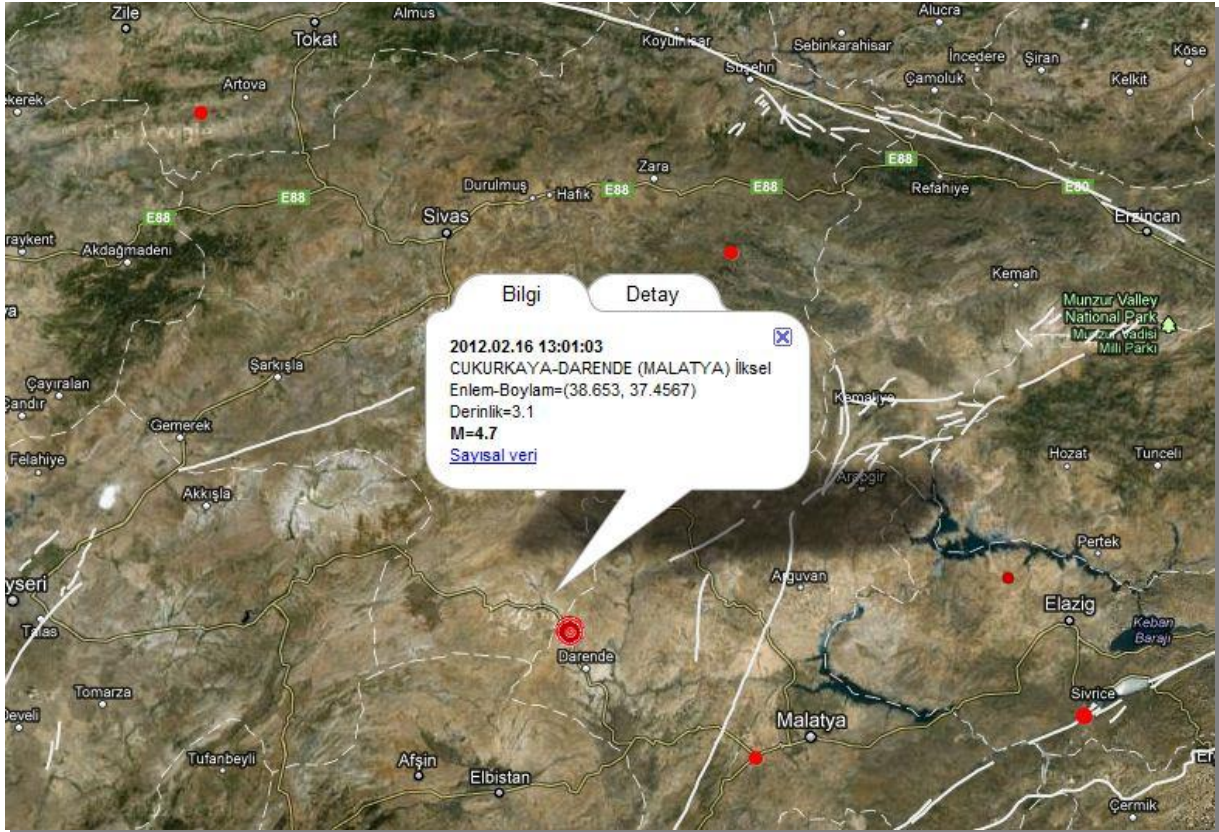 Zile
Almus
Alucra
Tokat
Koyulhisar
Sebinkarahisar
Köse
İncedere
Şiran
Suşehri
Çamoluk
Kelkit
Artova
ekerek
Zara
E88
Durulmuş
Hafik
E88
E88
Refahiye
E80
E88
E88
Sivas
Erzincan
raykent
Akdağmadeni
Kemah
Bilgi
Detay
Munzur Valley
National Park
Munzur Vadisi
Milli Parkı
2012.02.16 13:01:03
CUKURKAYA-DARENDE (MALATYA) İlksel
Enlem-Boylam=(38.653, 37.4567)
Derinlik=3.1
M=4.7
Sayısal veri
ya
Şarkışla
Çayıralan
Candır
Kemaliye
Gemerek
Felahiye
Hozat
Tunceli
Akkışla
Arapgir
Pertek
yseri
Arguvan
Elazig
Talas
Keban
Barajı
Darende
Tomarza
Sivrice
Develi
Malatya
Tufanbeyli
Afşin
Elbistan
Er
Çermik